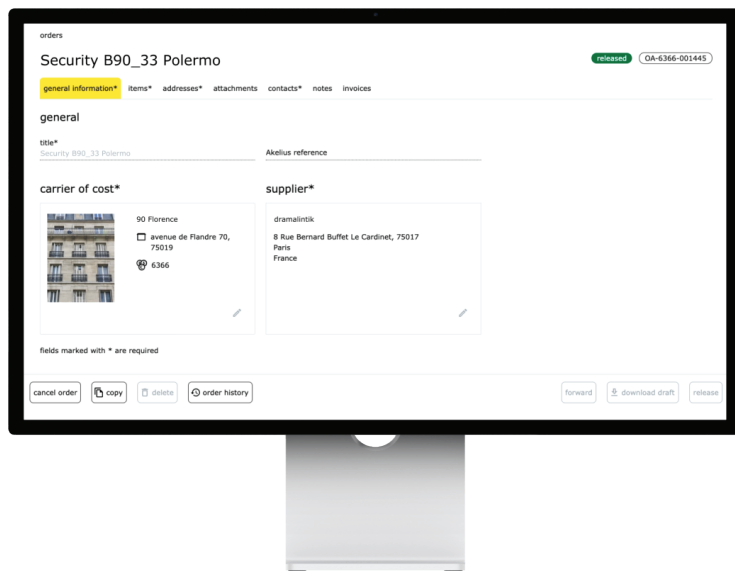 orders
Security B90_33 Polermo
released OA-6366-001445
general information* items* addresses* attachments contacts* notes invoices
general
title*
Security B90_33 Polermo
Akelius reference
carrier of cost* supplier*
90 Florence
avenue de Flandre 70,
75019
6366
dramalintik
8 Rue Bernard Buffet Le Cardinet, 75017
Paris
France
fields marked with * are required
cancel order copy delete order history forward download draft release